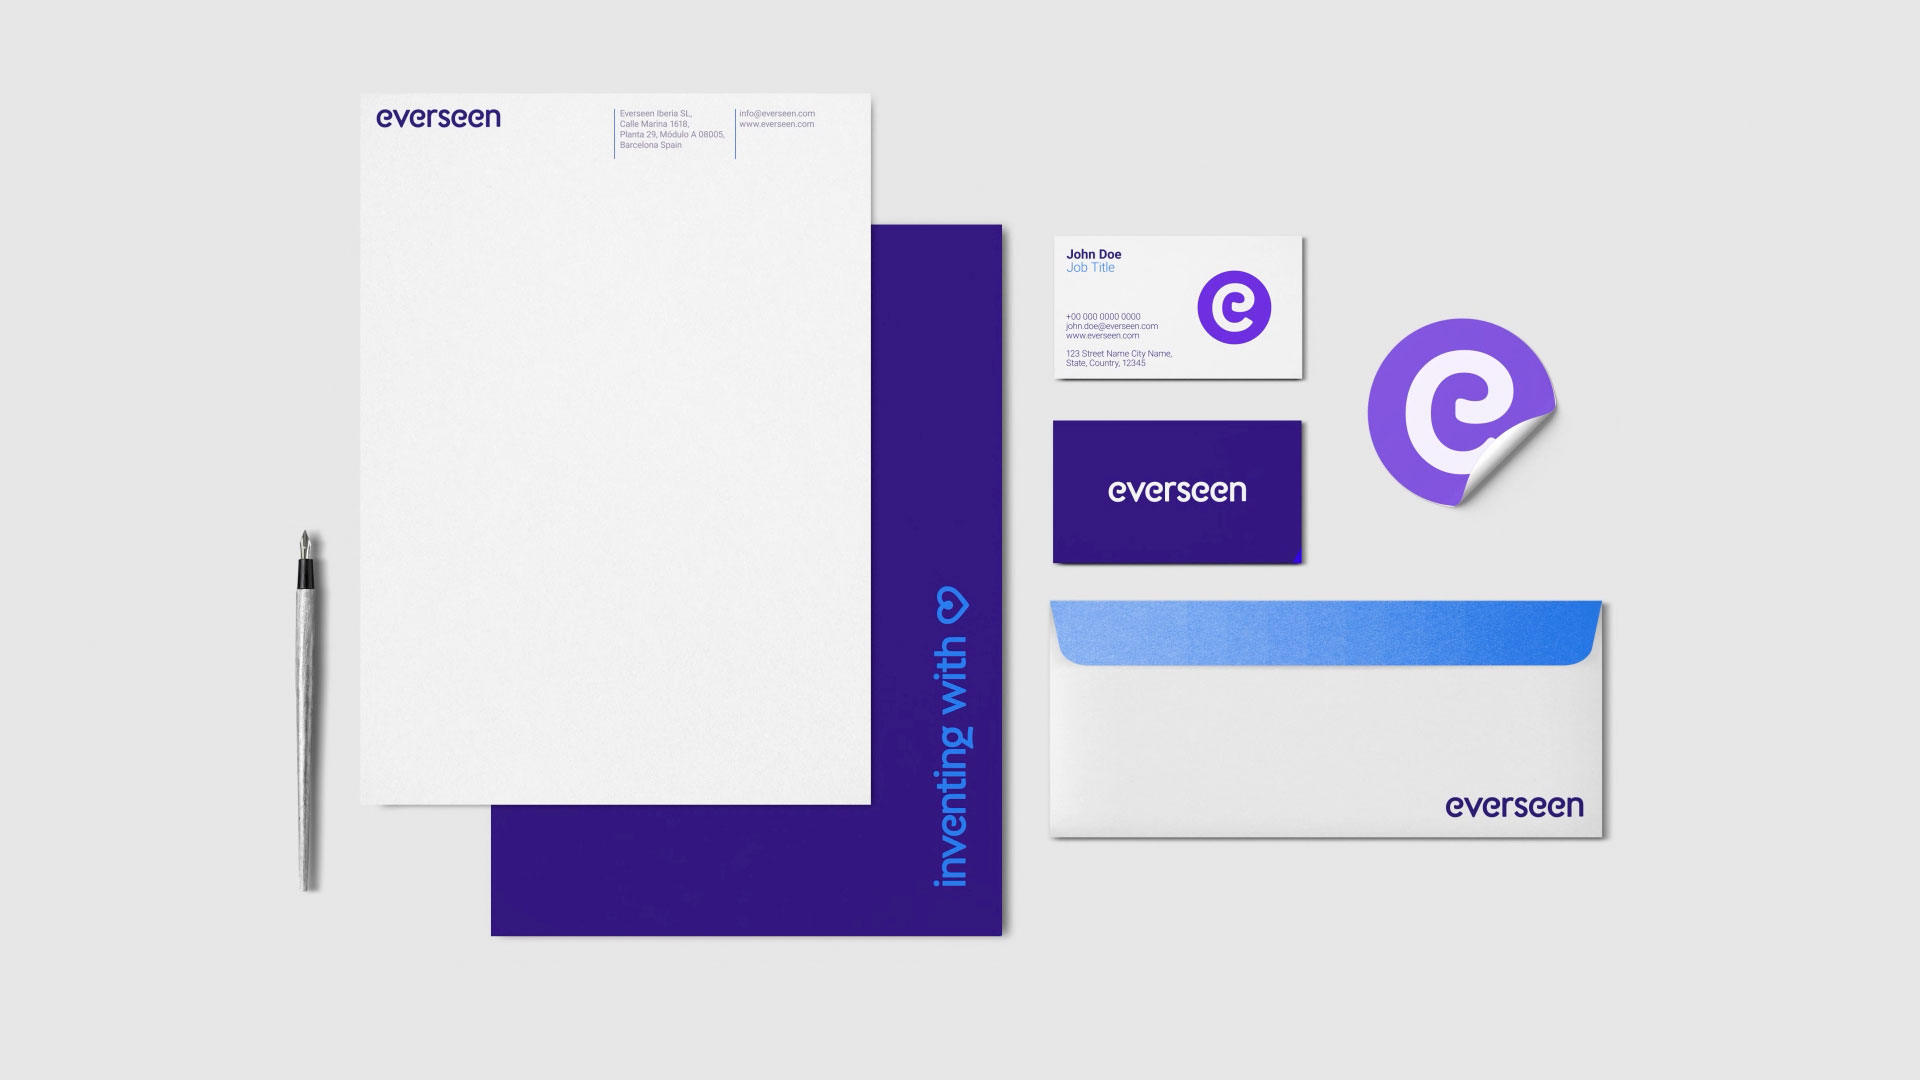 everseen
Everseen Iberia SL,
Calle Marina 1618,
Planta 29, Módulo A 08005,
Barcelona Spain
info@everseen.com
www.everseen.com
inventing with
John Doe
Job Title
+00 000 0000 0000
john.doe@everseen.com
www.everseen.com
123 Street Name City Name,
State, Country, 12345
e
everseen
e
everseen